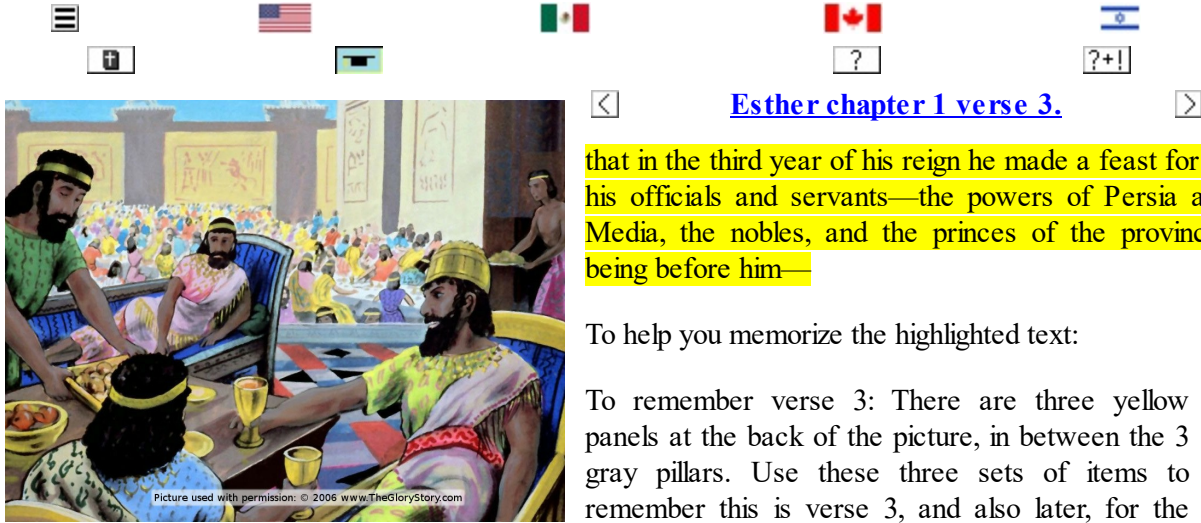 ?
?+!
Esther chapter 1 verse 3.
that in the third year of his reign he made a feast for
his officials and servants—the powers of Persia a
Media, the nobles, and the princes of the provinc
being before him—
To help you memorize the highlighted text:
To remember verse 3: There are three yellow
panels at the back of the picture, in between the 3
gray pillars. Use these three sets of items to
remember this is verse 3, and also later, for the
Picture used with permission: © 2006 www.TheGloryStory.com